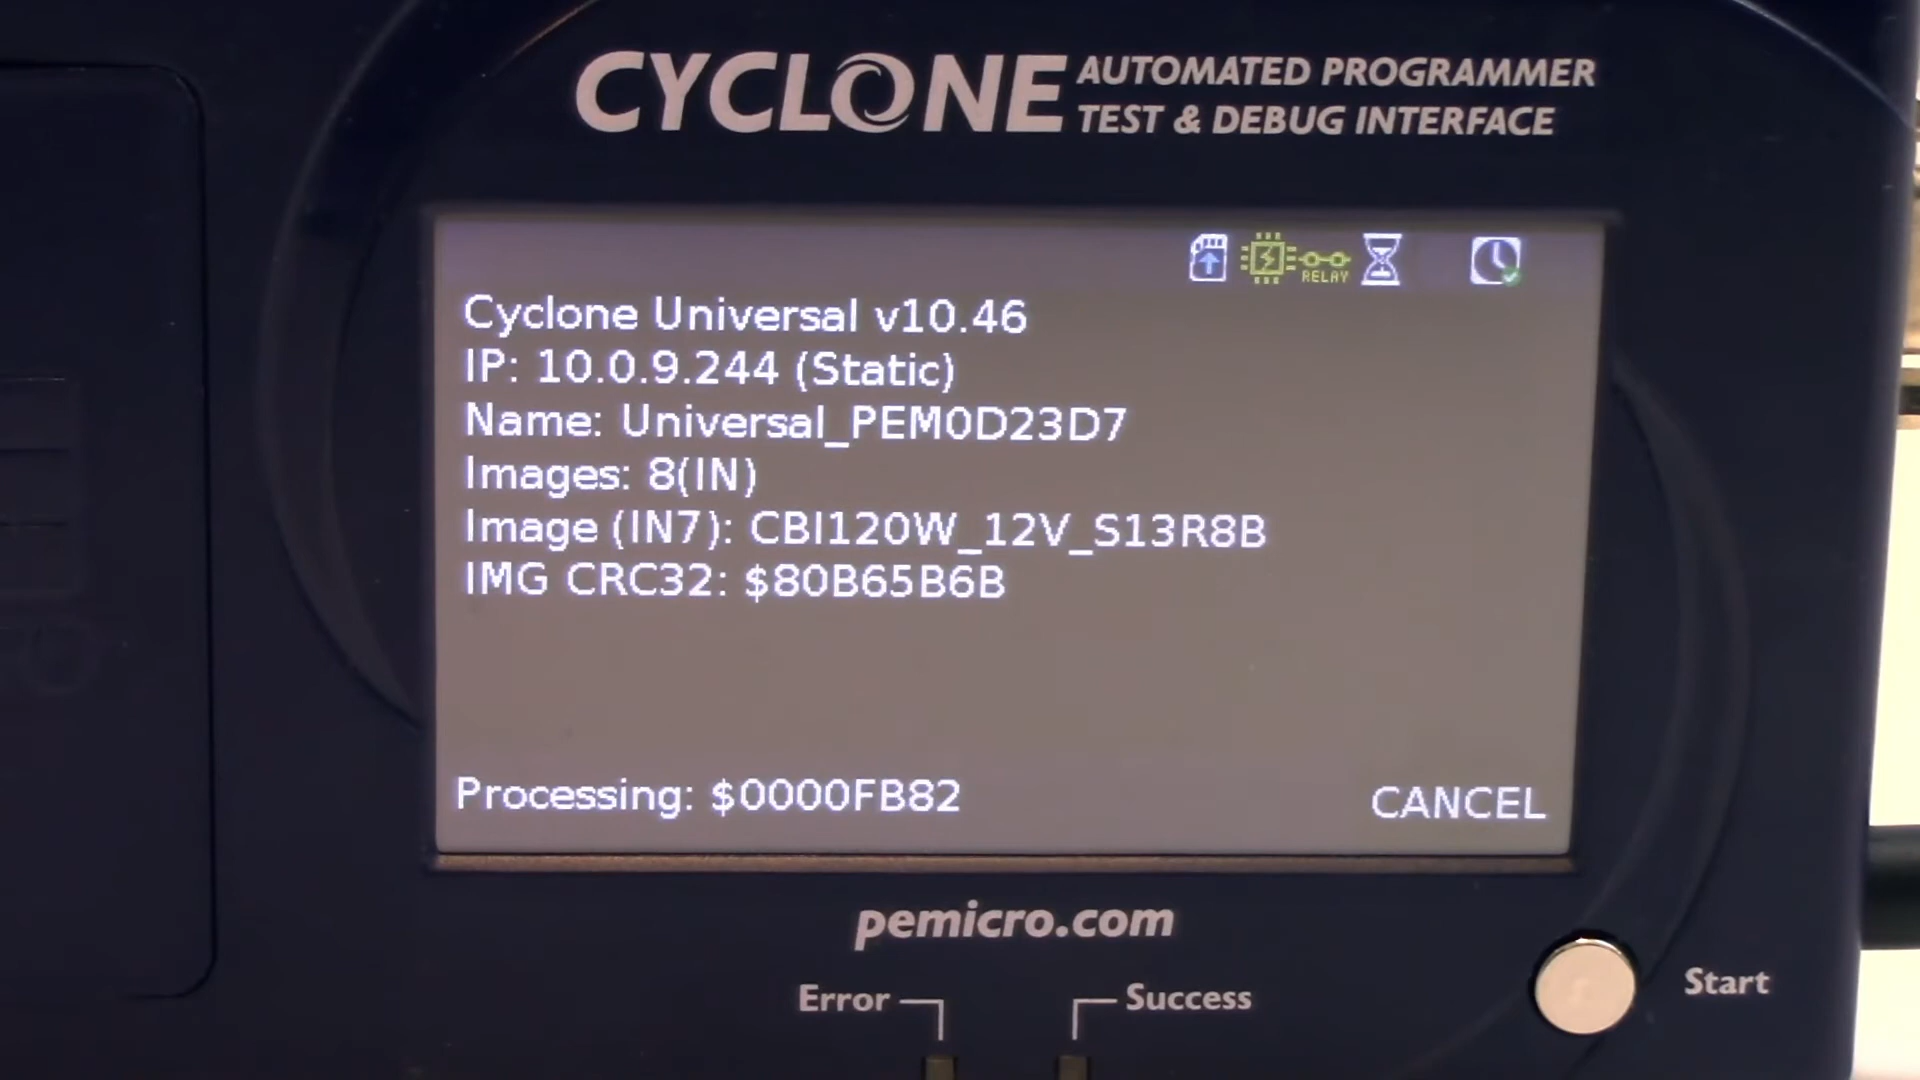 CYCLONE AUTOMATED PROGRAMMER
TEST & DEBUG INTERFACE
RELAY
Cyclone Universal v10.46
IP: 10.0.9.244 (Static)
Name: Universal_PEM0D23D7
Images: 8(IN)
Image (IN7): CBI120W_12V_S13R8B
IMG CRC32: $80B65B6B
Processing: $0000FB82
CANCEL
pemicro.com
Error
Success
Start